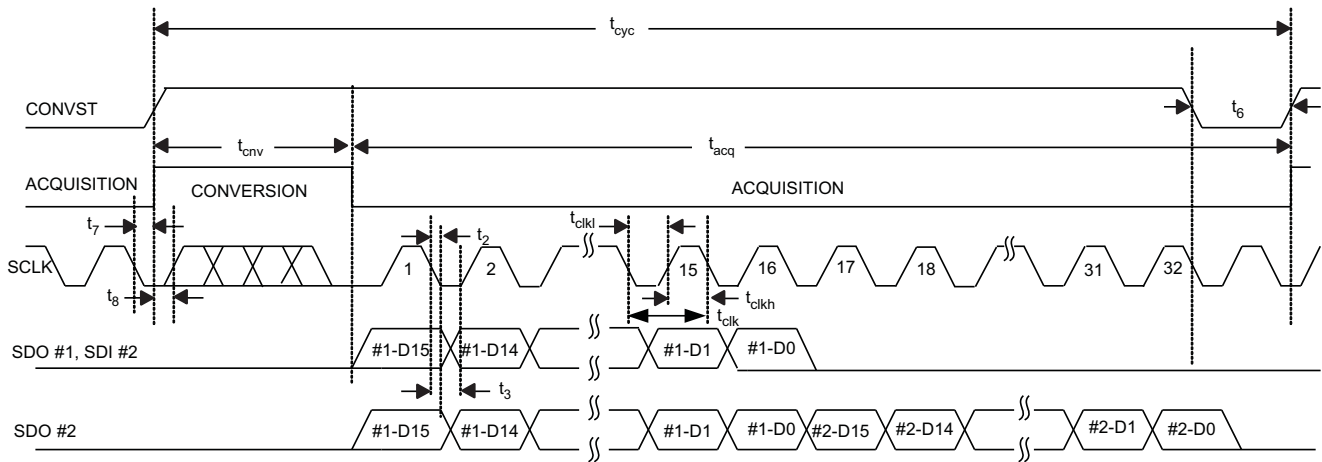 tcyc
CONVST
t6
tcnv
tacq
ACQUISITION
CONVERSION
ACQUISITION
t7
t2
tclkl
SCLK
1
2
15
16
17
18
31
32
t8
tclkh
tclk
SDO #1, SDI #2
#1-D15
#1-D14
#1-D1
#1-D0
t3
SDO #2
#1-D15
#1-D14
#1-D1
#1-D0
#2-D15
#2-D14
#2-D1
#2-D0